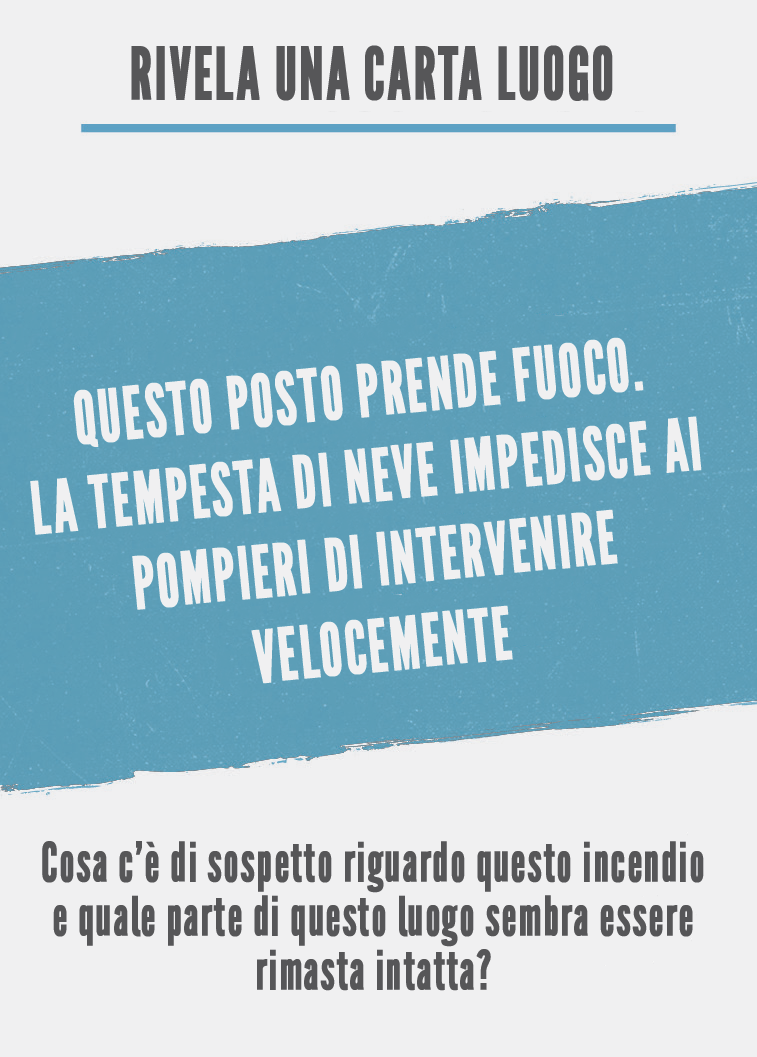 RIVELA UNA CARTA LUOGO
QUESTO POSTO PRENDE FUOCO.
LA TEMPESTA DI NEVE IMPEDISCE AI
POMPIERI DI INTERVENIRE
VELOCEMENTE
Cosa c'è di sospetto riguardo questo incendio
e quale parte di questo luogo sembra essere
rimasta intatta?